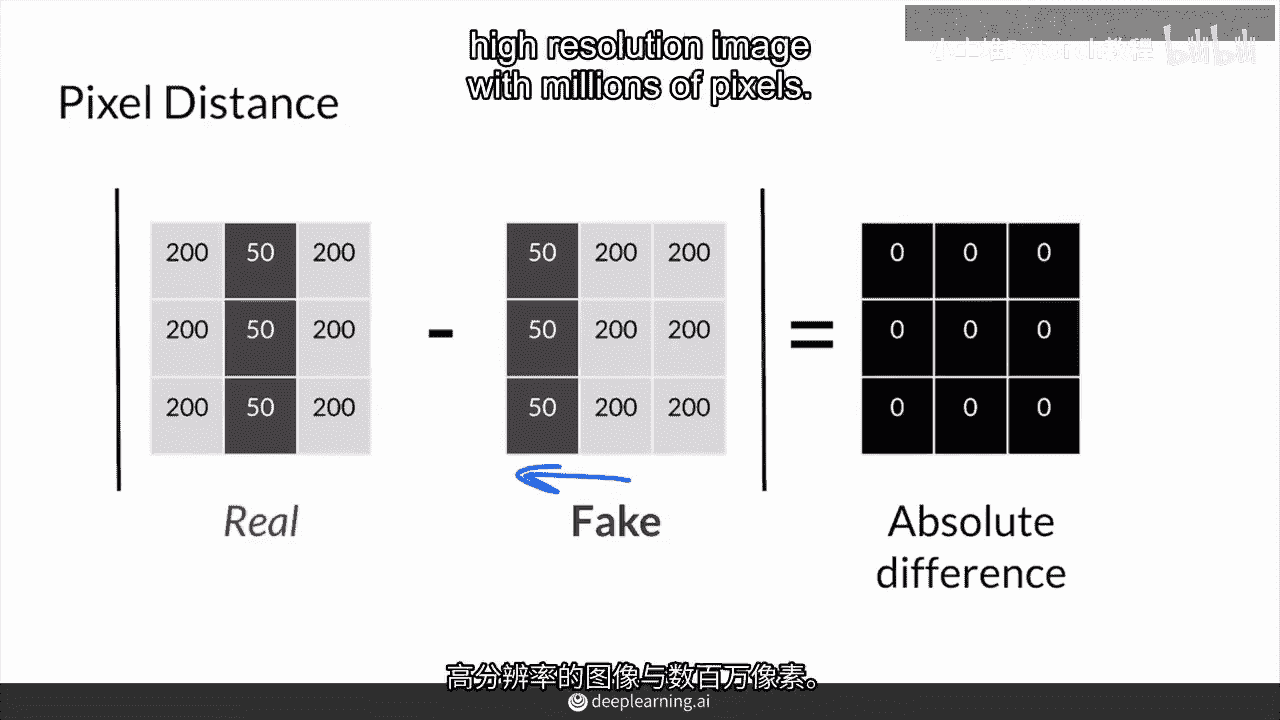 high resolution image
with millions of pixels.
bilibili
Pixel Distance
200 50 200 50 200 200 0 0 0
200 50 200 - 50 200 200 = 0 0 0
200 50 200 50 200 200 0 0 0
Real Fake Absolute
difference
高分辨率的图像与数百万像素。
deeplearning.ai